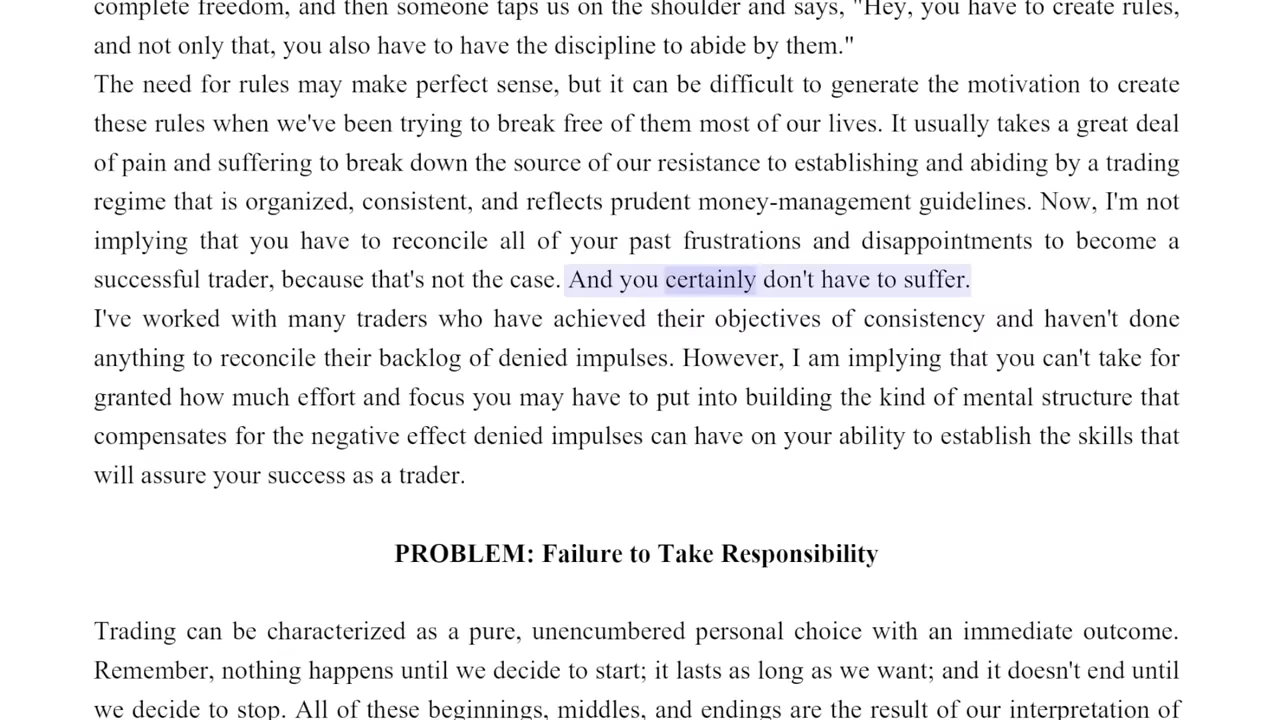 complete freedom, and then someone taps us on the shoulder and says, "Hey, you have to create rules,
and not only that, you also have to have the discipline to abide by them."
The need for rules may make perfect sense, but it can be difficult to generate the motivation to create
these rules when we've been trying to break free of them most of our lives. It usually takes a great deal
of pain and suffering to break down the source of our resistance to establishing and abiding by a trading
regime that is organized, consistent, and reflects prudent money-management guidelines. Now, I'm not
implying that you have to reconcile all of your past frustrations and disappointments to become a
successful trader, because that's not the case. And you certainly don't have to suffer.
I've worked with many traders who have achieved their objectives of consistency and haven't done
anything to reconcile their backlog of denied impulses. However, I am implying that you can't take for
granted how much effort and focus you may have to put into building the kind of mental structure that
compensates for the negative effect denied impulses can have on your ability to establish the skills that
will assure your success as a trader.
PROBLEM: Failure to Take Responsibility
Trading can be characterized as a pure, unencumbered personal choice with an immediate outcome.
Remember, nothing happens until we decide to start; it lasts as long as we want; and it doesn't end until
we decide to stop. All of these beginnings, middles, and endings are the result of our interpretation of